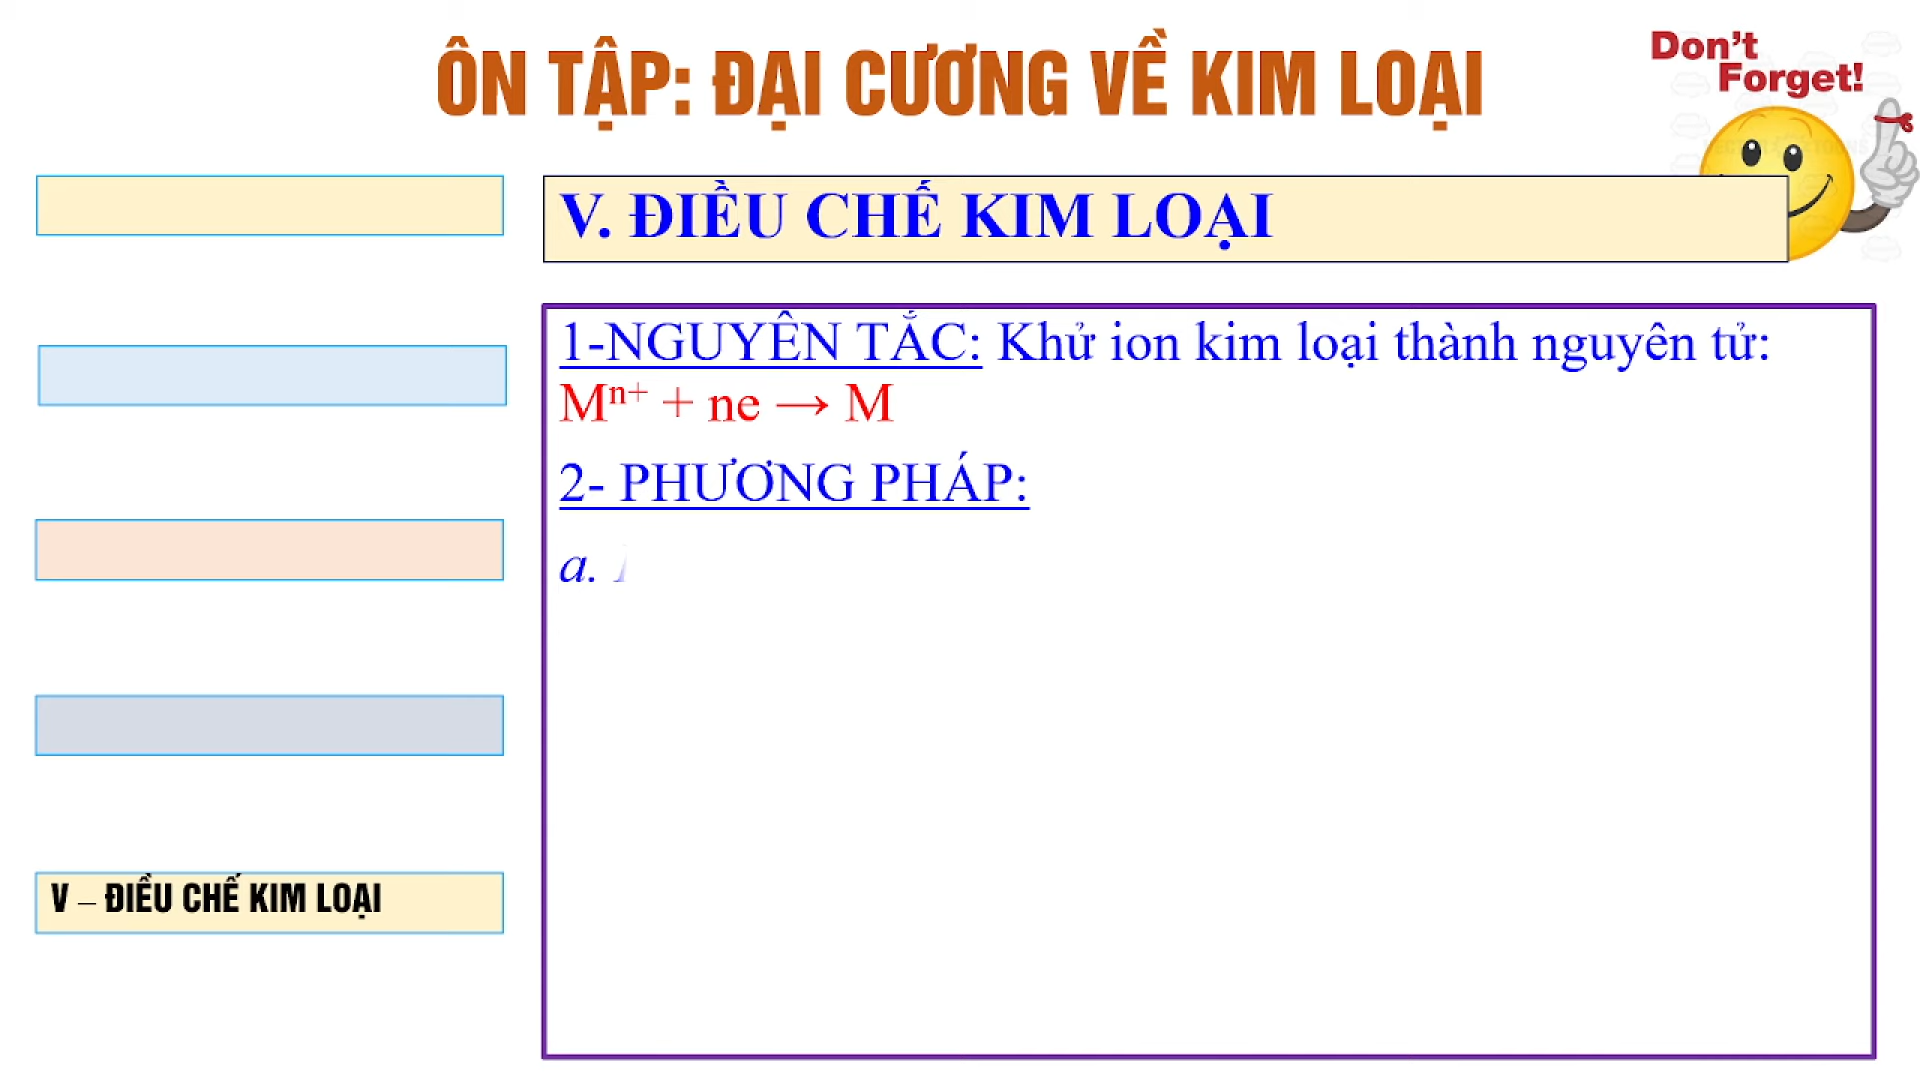 ÔN TẬP: ĐẠI CƯƠNG VỀ KIM LOẠI
Don't
Forget!
V. ĐIỀU CHẾ KIM LOẠI
1-NGUYÊN TẮC: Khử ion kim loại thành nguyên tử:
Mⁿ⁺ + ne → M
2- PHƯƠNG PHÁP:
a.
V – ĐIỀU CHẾ KIM LOẠI